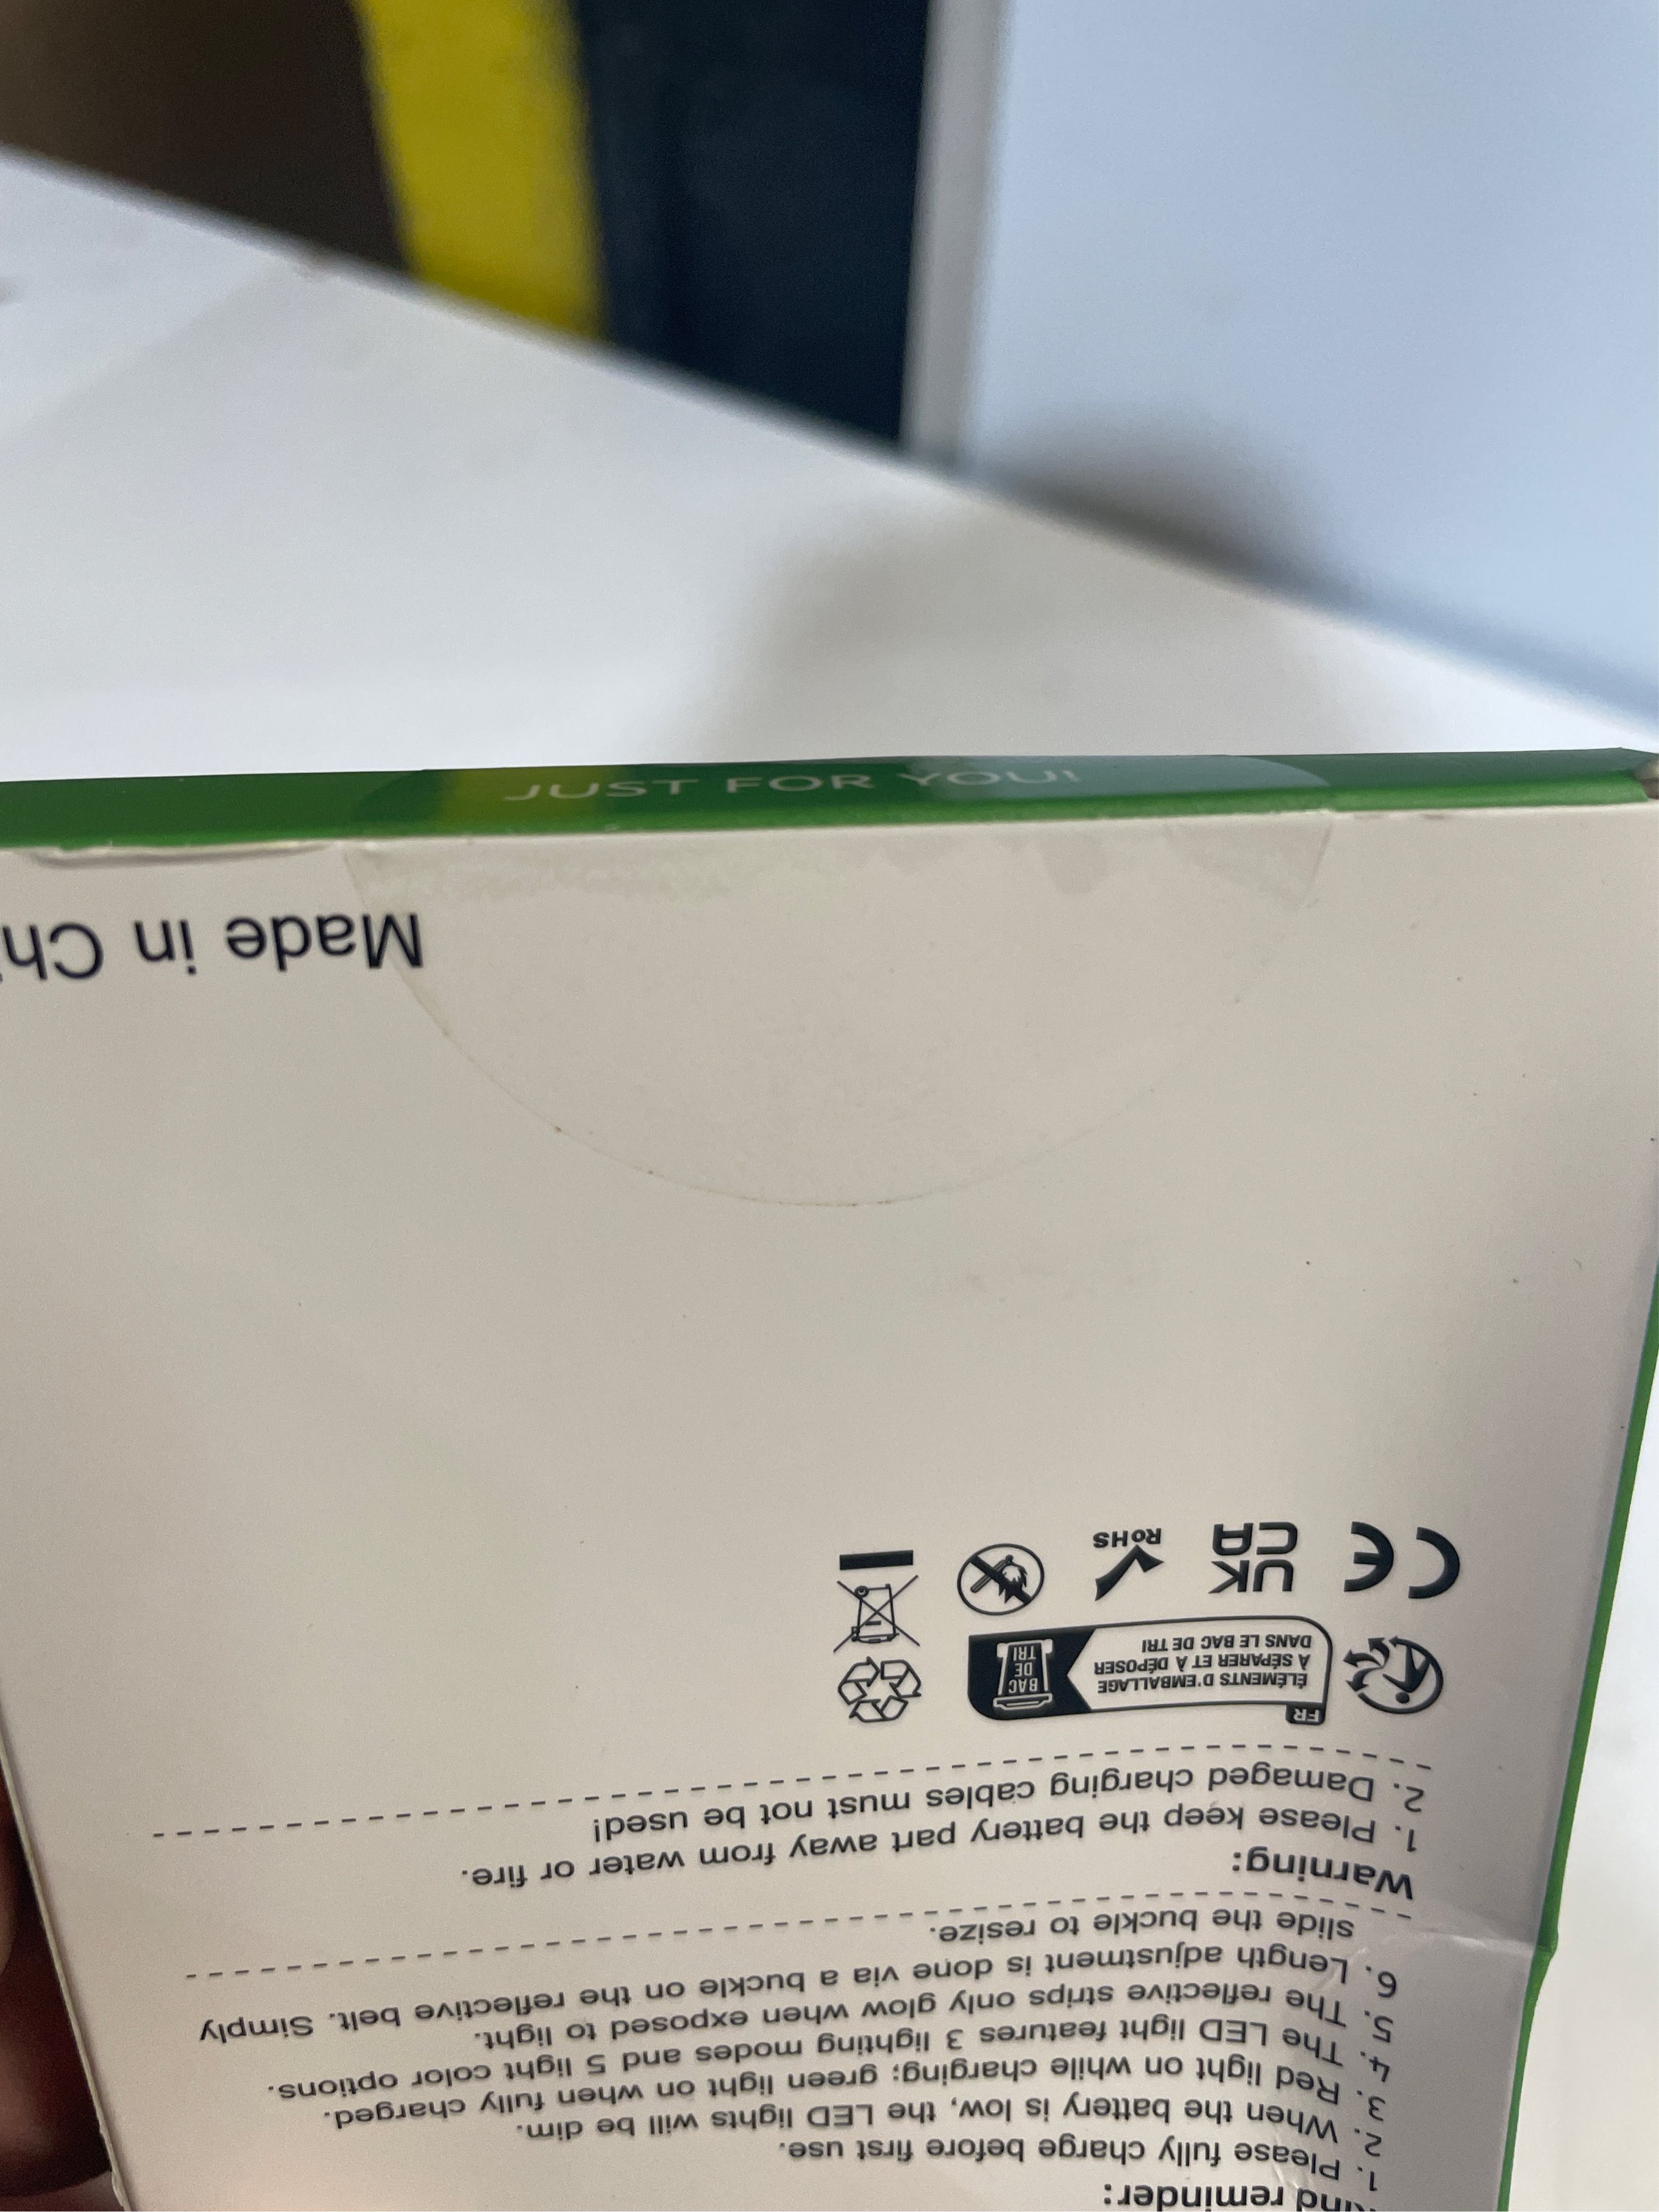 reminder:
1. Please fully charge before first use.
2. When the battery is low, the LED lights will be dim.
3. Red light on while charging; green light on when fully charged.
4. The LED light features 3 lighting modes and 5 light color options.
5. The reflective strips only glow when exposed to light.
6. Length adjustment is done via a buckle on the reflective belt. Simply
slide the buckle to resize.
Warning:
1. Please keep the battery part away from water or fire.
2. Damaged charging cables must not be used!
FR
ÉLÉMENTS D'EMBALLAGE
À SÉPARER ET À DÉPOSER
DANS LE BAC DE TRI
BAC
DE
TRI
CE
UK
CA
RoHS
Made in
JUST FOR YOU!